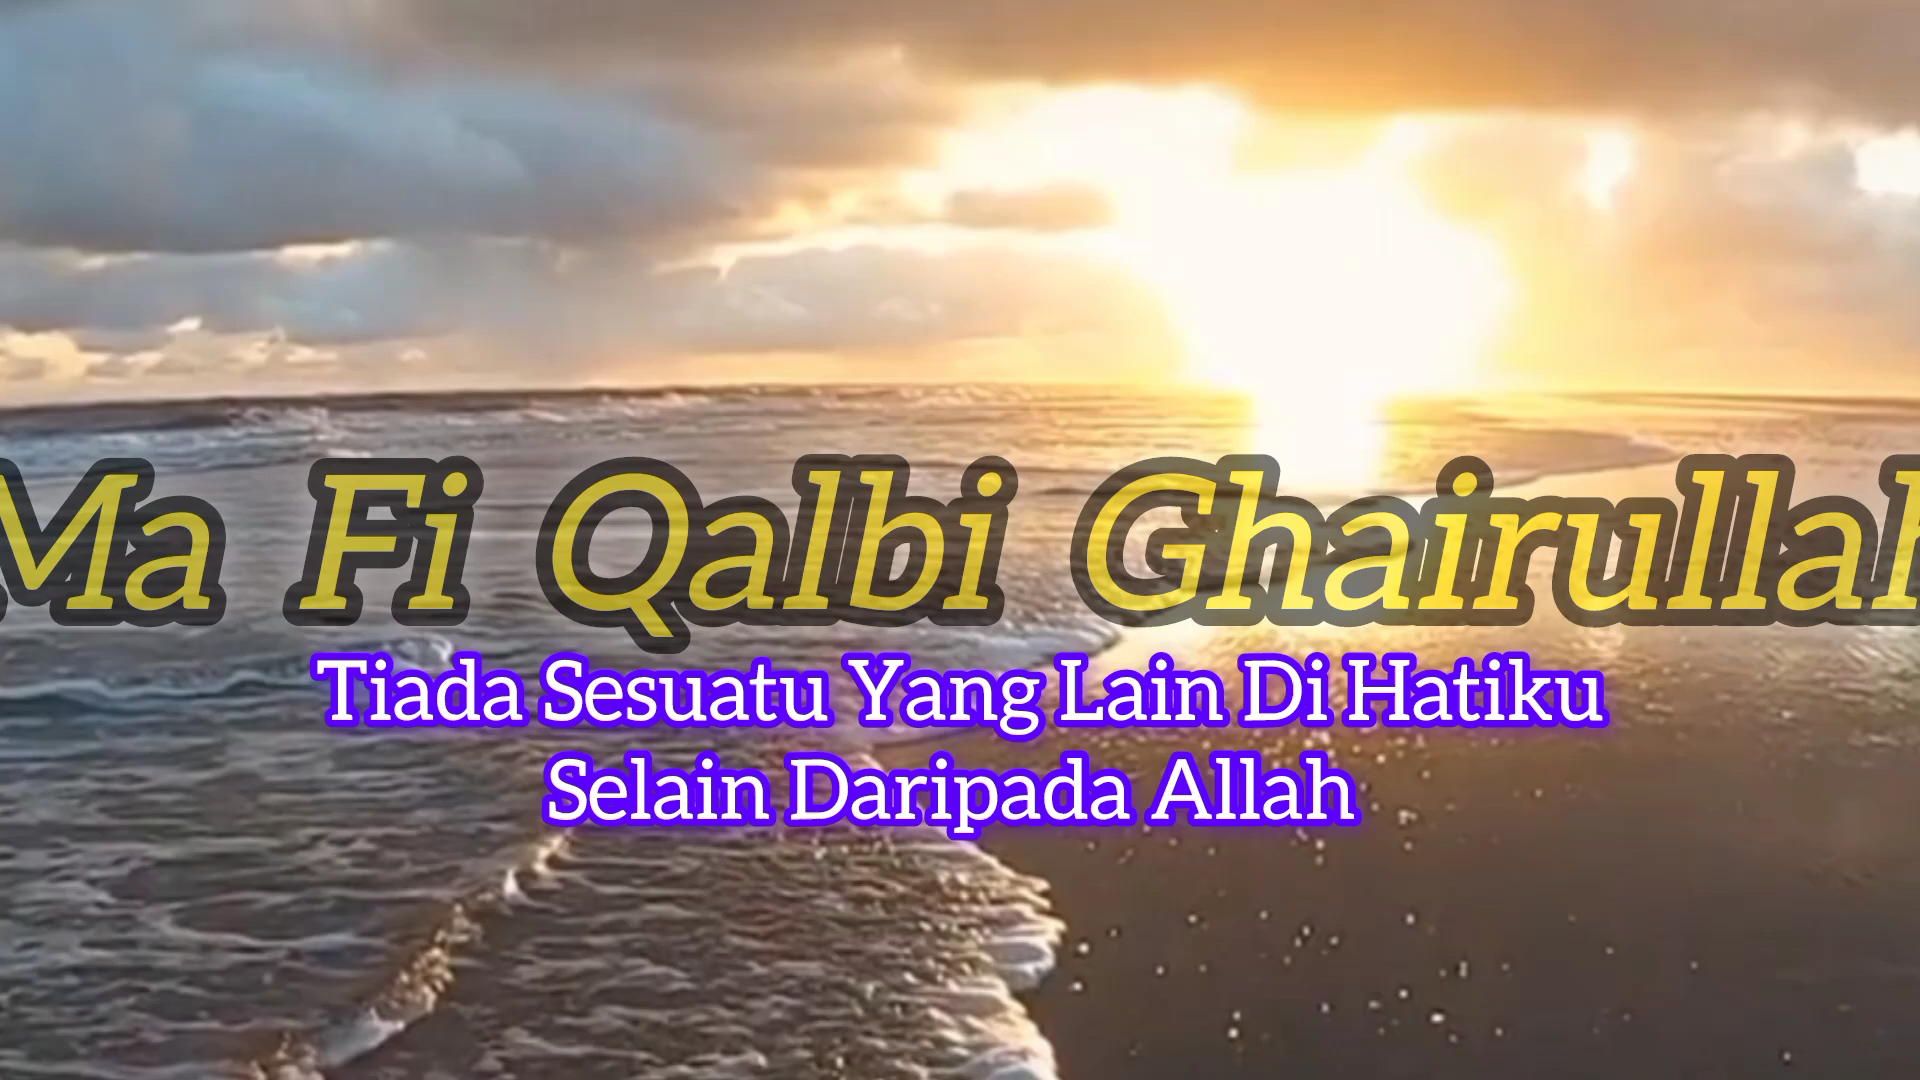 Ma Fi Qalbi Ghairullah
Tiada Sesuatu Yang Lain Di Hatiku
Selain Daripada Allah